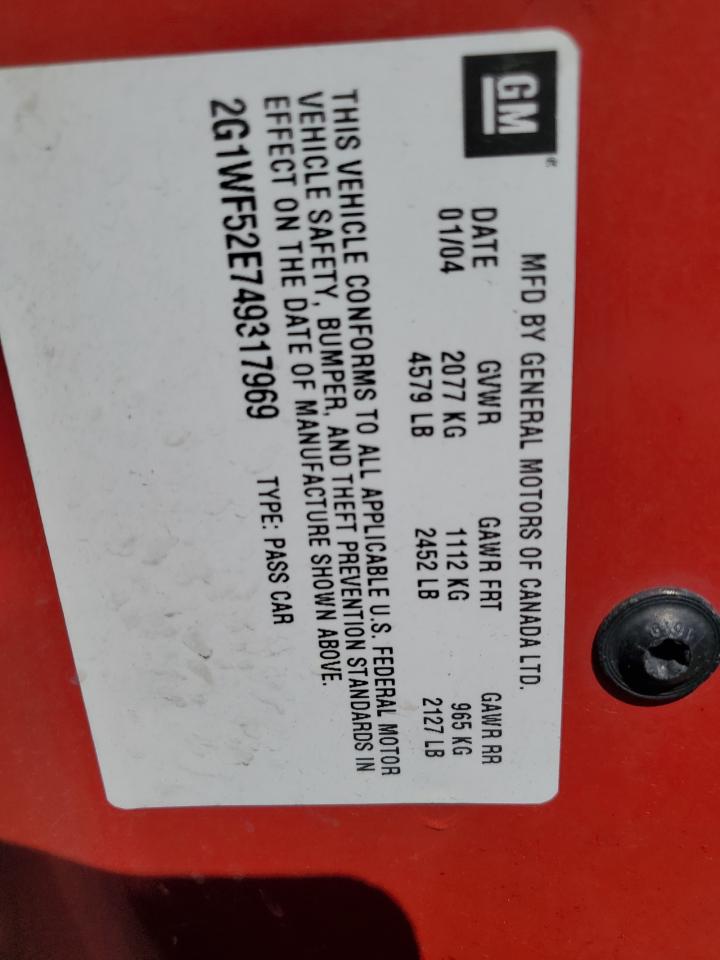 GM
MFD BY GENERAL MOTORS OF CANADA LTD.
DATE GVWR GAWR FRT GAWR RR
01/04 2077 KG 1112 KG 965 KG
4579 LB 2452 LB 2127 LB
THIS VEHICLE CONFORMS TO ALL APPLICABLE U.S. FEDERAL MOTOR
VEHICLE SAFETY, BUMPER, AND THEFT PREVENTION STANDARDS IN
EFFECT ON THE DATE OF MANUFACTURE SHOWN ABOVE.
2G1WF52E749317969 TYPE: PASS CAR